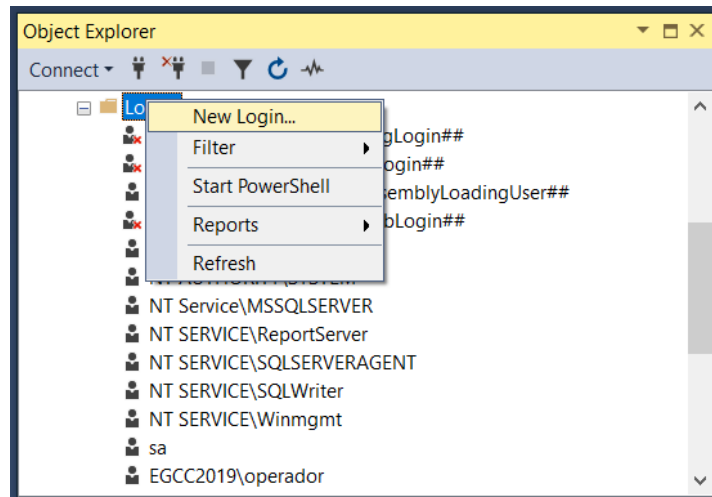 Object Explorer
Connect
New Login...
gLogin##
Filter
ogin##
Start PowerShell
semblyLoadingUser##
Reports
bLogin##
Refresh
NT Service\MSSQLSERVER
NT SERVICE\ReportServer
NT SERVICE\SQLSERVERAGENT
NT SERVICE\SQLWriter
NT SERVICE\Winmgmt
sa
EGCC2019\operador